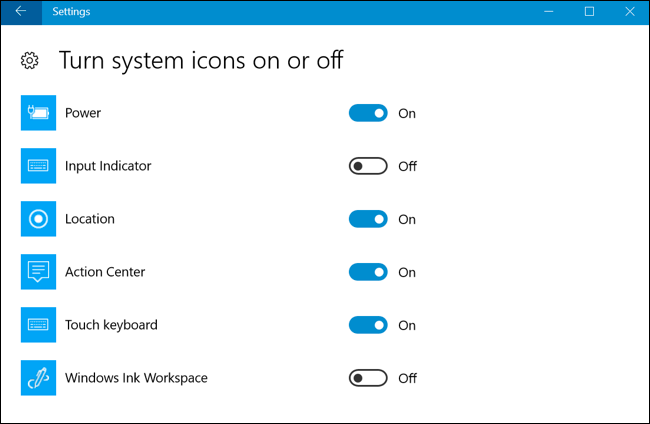 Settings
Turn system icons on or off
Power On
Input Indicator Off
Location On
Action Center On
Touch keyboard On
Windows Ink Workspace Off